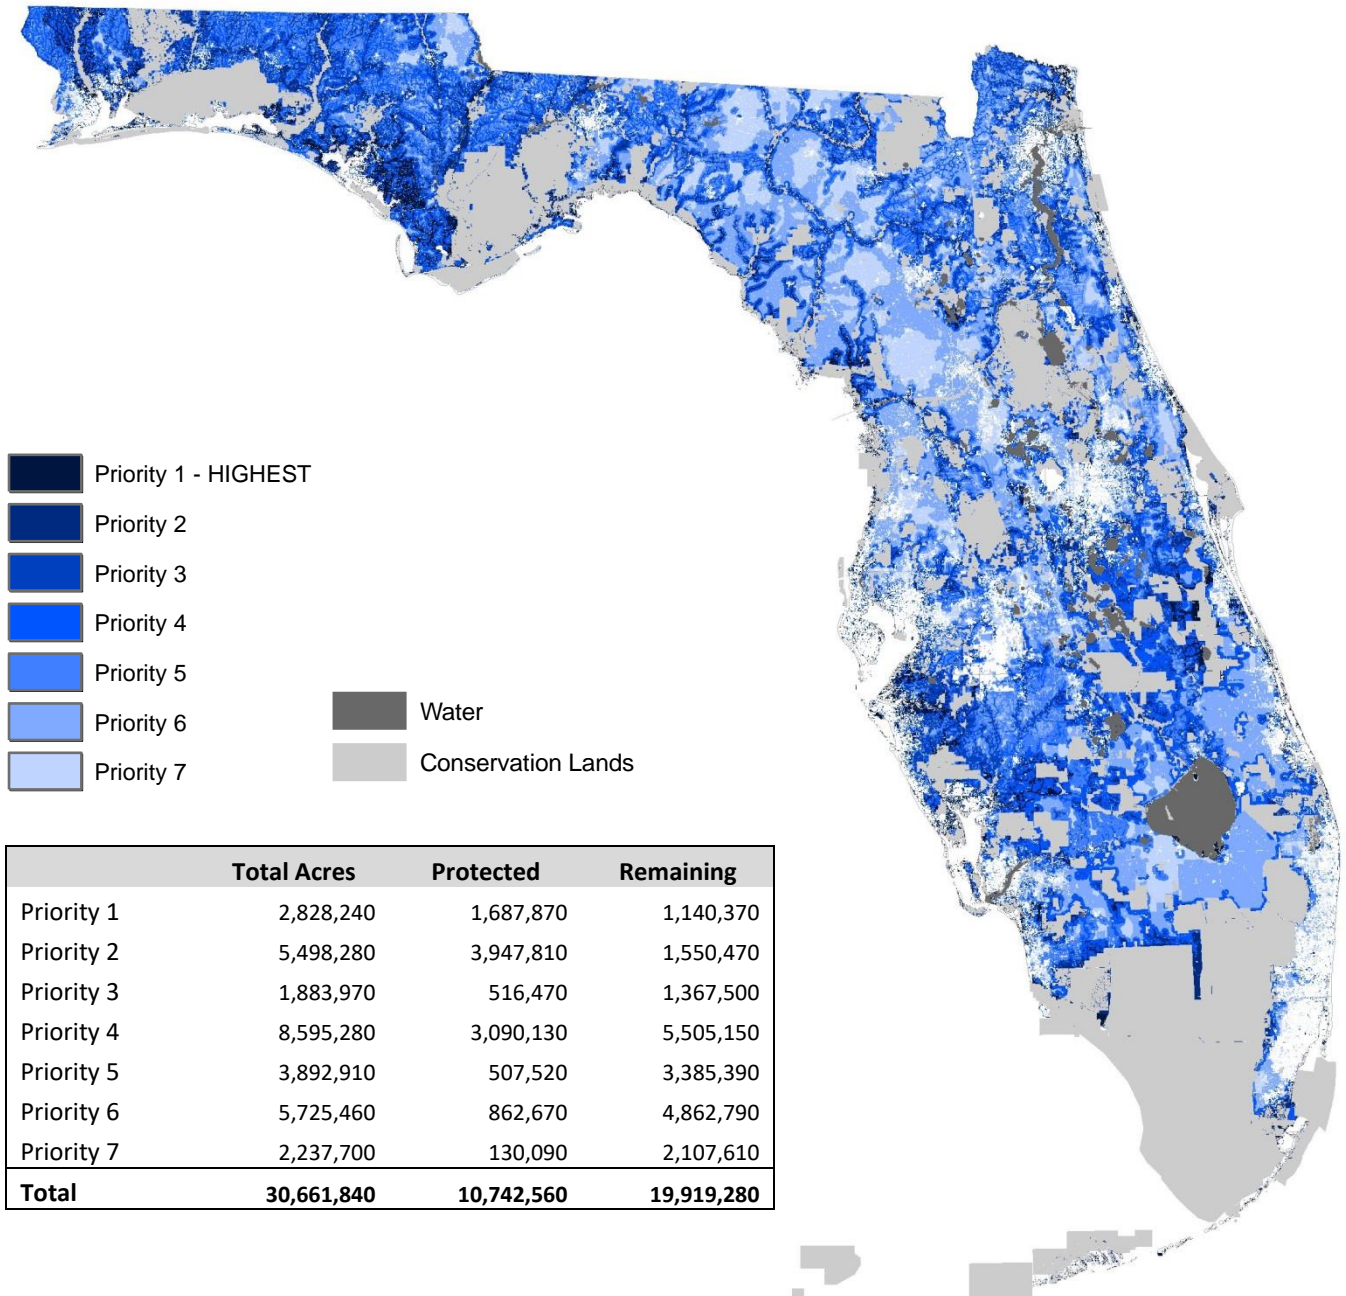 Priority 1 - HIGHEST
Priority 2
Priority 3
Priority 4
Priority 5
Priority 6
Priority 7
Water
Conservation Lands
Total Acres Protected Remaining
Priority 1 2,828,240 1,687,870 1,140,370
Priority 2 5,498,280 3,947,810 1,550,470
Priority 3 1,883,970 516,470 1,367,500
Priority 4 8,595,280 3,090,130 5,505,150
Priority 5 3,892,910 507,520 3,385,390
Priority 6 5,725,460 862,670 4,862,790
Priority 7 2,237,700 130,090 2,107,610
Total 30,661,840 10,742,560 19,919,280